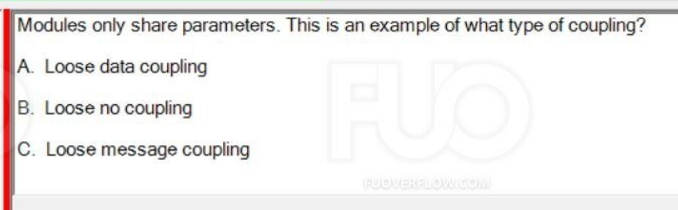 Modules only share parameters. This is an example of what type of coupling?
A. Loose data coupling
B. Loose no coupling
C. Loose message coupling
FUO
FUOVERFLOW.COM